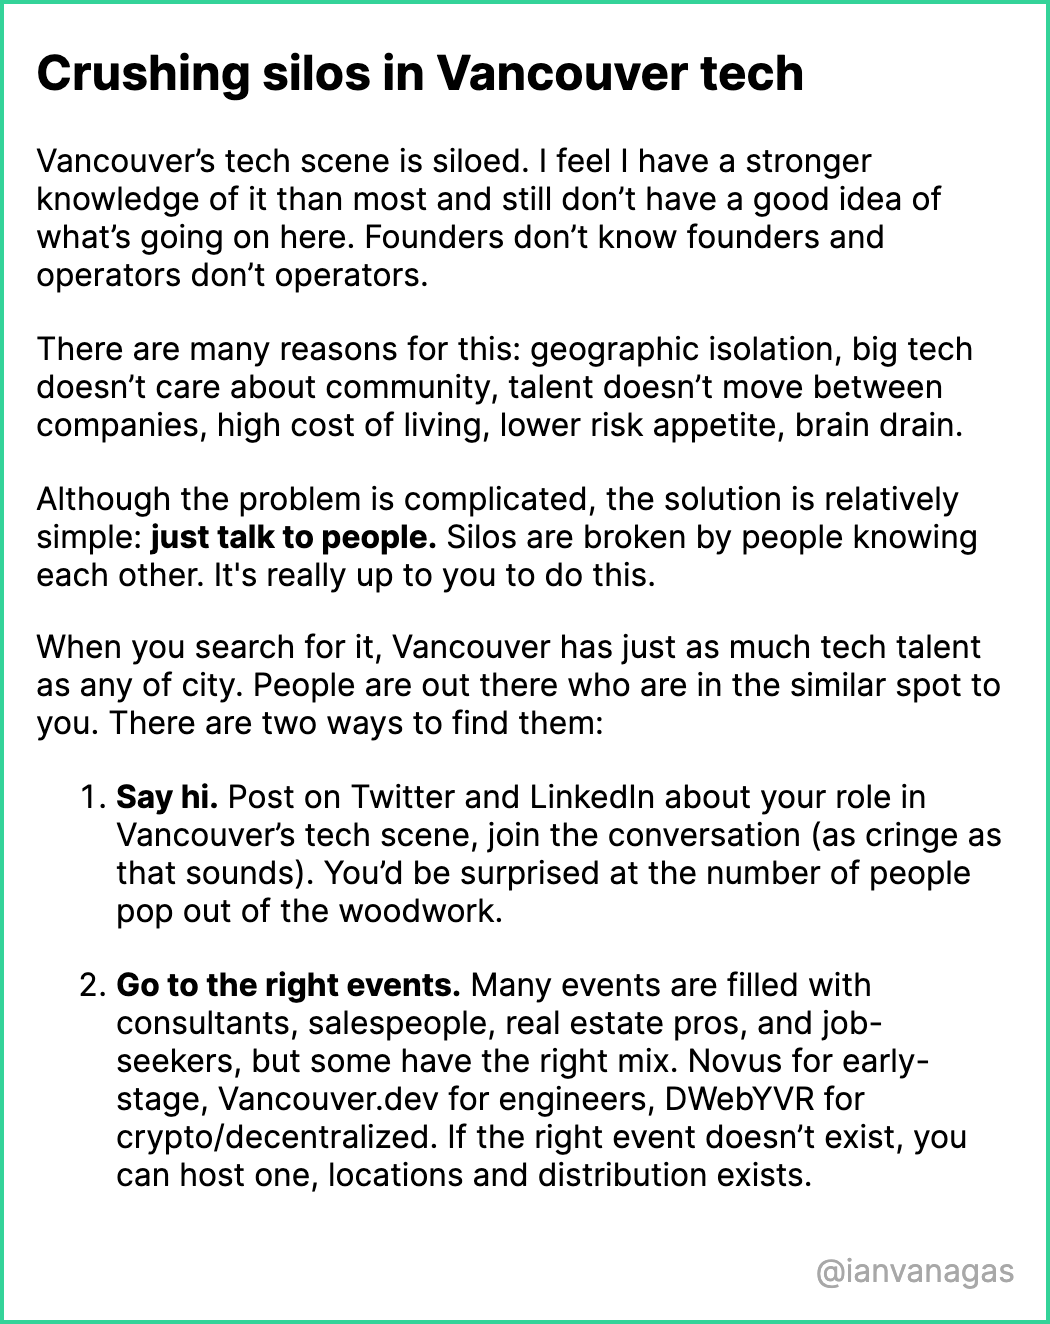 Crushing silos in Vancouver tech
Vancouver’s tech scene is siloed. I feel I have a stronger
knowledge of it than most and still don’t have a good idea of
what’s going on here. Founders don’t know founders and
operators don’t operators.
There are many reasons for this: geographic isolation, big tech
doesn’t care about community, talent doesn’t move between
companies, high cost of living, lower risk appetite, brain drain.
Although the problem is complicated, the solution is relatively
simple: just talk to people. Silos are broken by people knowing
each other. It's really up to you to do this.
When you search for it, Vancouver has just as much tech talent
as any of city. People are out there who are in the similar spot to
you. There are two ways to find them:
1. Say hi. Post on Twitter and LinkedIn about your role in
Vancouver’s tech scene, join the conversation (as cringe as
that sounds). You’d be surprised at the number of people
pop out of the woodwork.
2. Go to the right events. Many events are filled with
consultants, salespeople, real estate pros, and job-
seekers, but some have the right mix. Novus for early-
stage, Vancouver.dev for engineers, DWebYVR for
crypto/decentralized. If the right event doesn’t exist, you
can host one, locations and distribution exists.
@ianvanagas